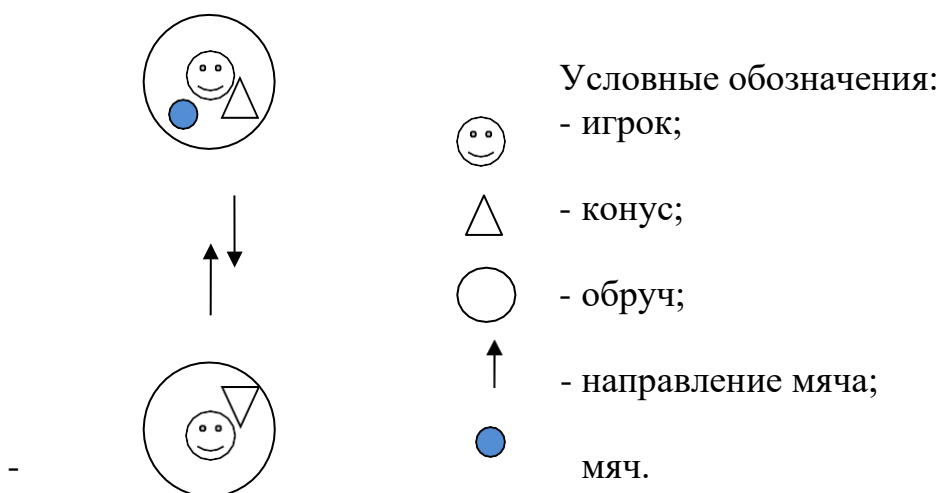 Условные обозначения:
- игрок;
- конус;
- обруч;
- направление мяча;
- мяч.